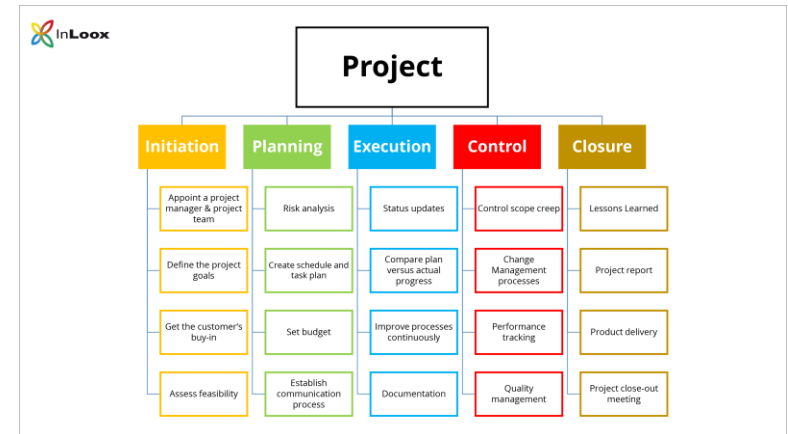 InLoox
Project
Initiation
Planning
Execution
Control
Closure
Appoint a project
manager & project
team
Risk analysis
Status updates
Control scope creep
Lessons Learned
Define the project
goals
Create schedule and
task plan
Compare plan
versus actual
progress
Change
Management
processes
Project report
Get the customer's
buy-in
Set budget
Improve processes
continuously
Performance
tracking
Product delivery
Assess feasibility
Establish
communication
process
Documentation
Quality
management
Project close-out
meeting